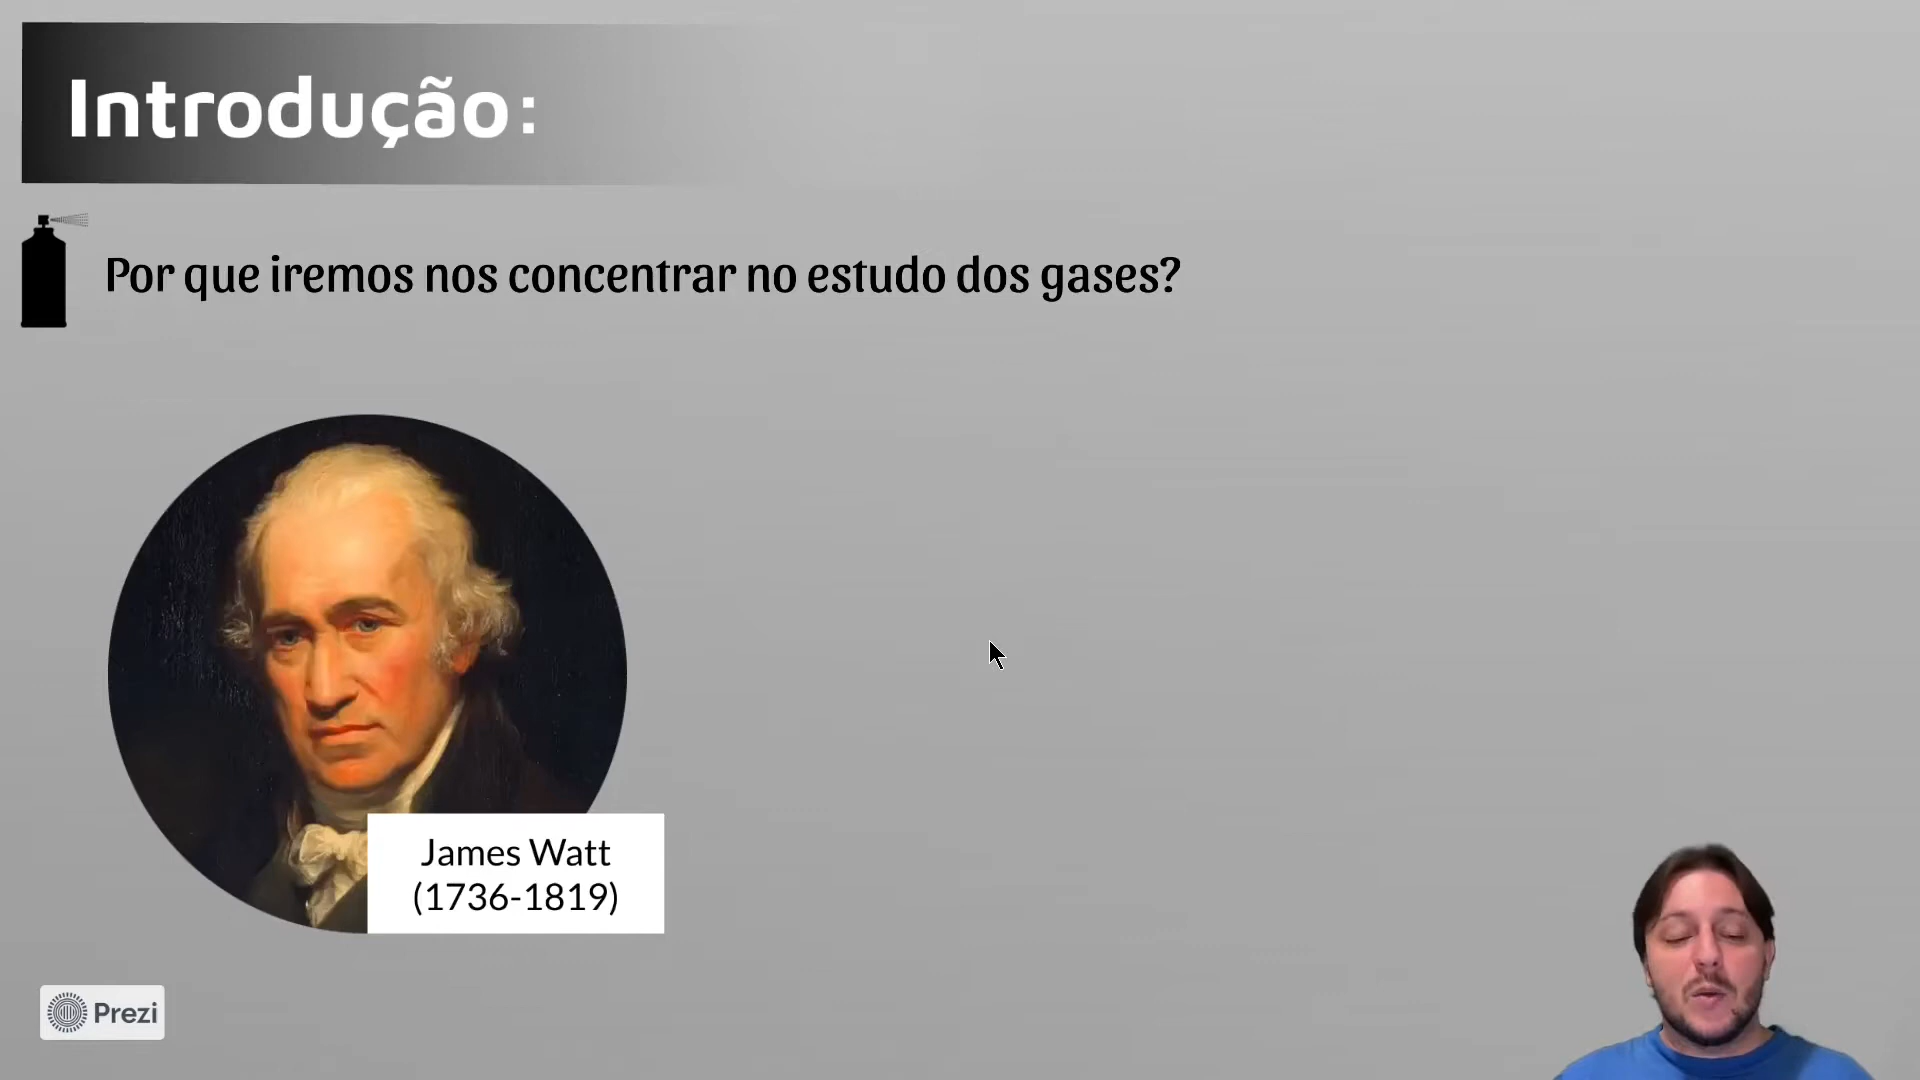 Introdução:
Por que iremos nos concentrar no estudo dos gases?
James Watt
(1736-1819)
Prezi